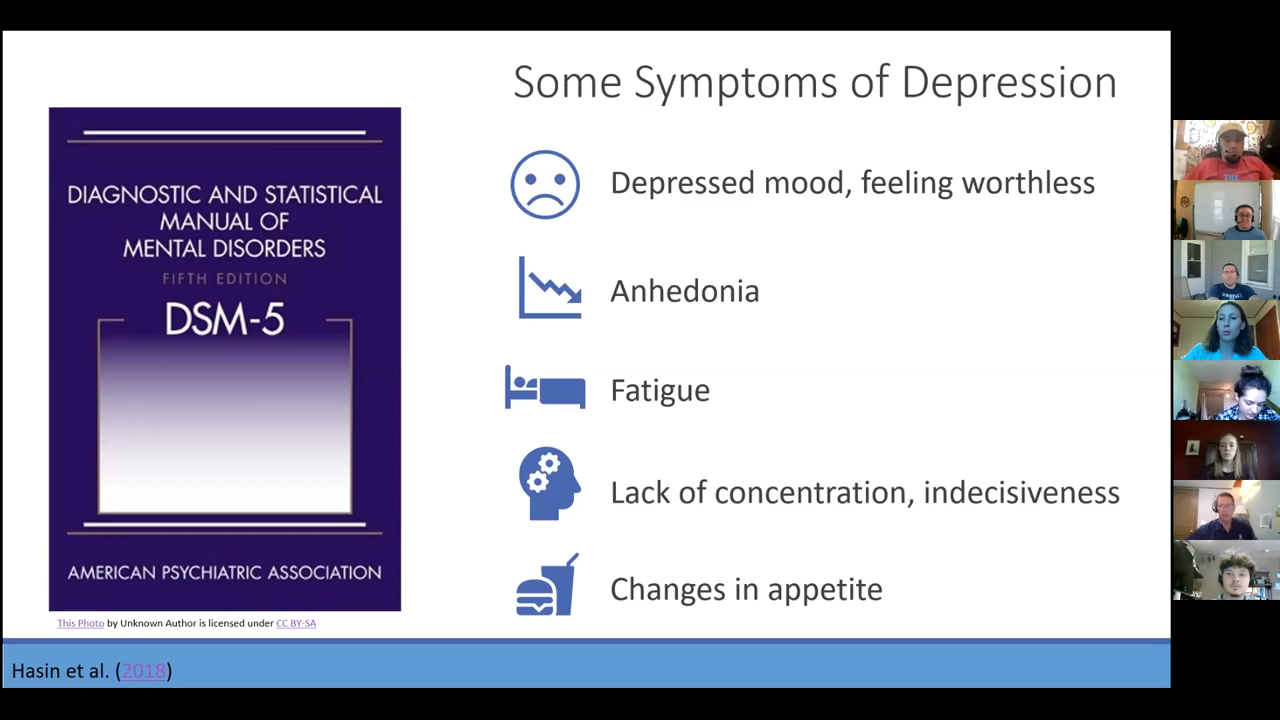 Some Symptoms of Depression
DIAGNOSTIC AND STATISTICAL
MANUAL OF
MENTAL DISORDERS
FIFTH EDITION
DSM-5
AMERICAN PSYCHIATRIC ASSOCIATION
This Photo by Unknown Author is licensed under CC BY-SA
Depressed mood, feeling worthless
Anhedonia
Fatigue
Lack of concentration, indecisiveness
Changes in appetite
Hasin et al. (2018)